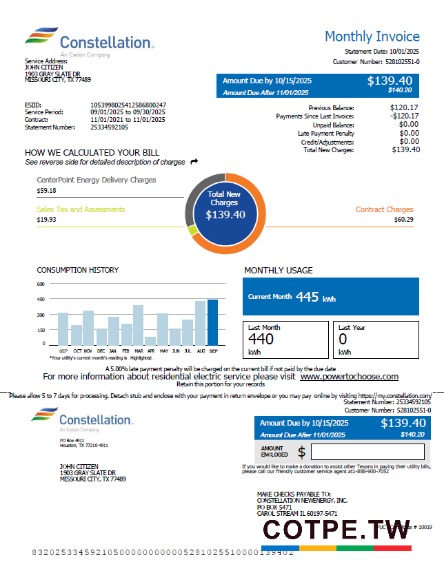 Constellation.
An Exelon Company
Monthly Invoice
Statement Date: 10/01/2025
Customer Number: 528102551-0
Service Address:
JOHN CITIZEN
1903 GRAY SLATE DR
MISSOURI CITY, TX 77489
Amount Due by 10/15/2025 $139.40
Amount Due After 11/01/2025 $140.20
ESIID: 1053998025412586800247
Service Period: 09/01/2025 to 09/30/2025
Contract: 11/01/2021 to 11/01/2025
Statement Number: 25334592105
Previous Balance: $120.17
Payments Since Last Invoice: -$120.17
Unpaid Balance: $0.00
Late Payment Penalty $0.00
Credit/Adjustments: $0.00
Total New Charges: $139.40
HOW WE CALCULATED YOUR BILL
See reverse side for detailed description of charges
CenterPoint Energy Delivery Charges
$59.18
Sales Tax and Assessments
$19.93
Total New
Charges
$139.40
Contract Charges
$60.29
CONSUMPTION HISTORY
600
450
300
150
0
SEP OCT NOV DEC JAN FEB MAR APR MAY JUN JUL AUG SEP
*Your utility's current month's reading is Highlighted.
MONTHLY USAGE
Current Month 445 kWh
Last Month
440
kWh
Last Year
0
kWh
A 5.00% late payment penalty will be charged on the current bill if not paid by the due date
For more information about residential electric service please visit www.powertochoose.com
Retain this portion for your records
Please allow 5 to 7 days for processing. Detach stub and enclose with your payment in return envelope or you may pay online by visiting https://my.constellation.com/
Statement Number: 25334592105
Customer Number: 528102551-0
Constellation.
An Exelon Company
PO Box 4911
Houston, TX 77210-4911
Amount Due by 10/15/2025 $139.40
Amount Due After 11/01/2025 $140.20
AMOUNT
ENCLOSED $
If you would like to make a donation to assist other Texans in paying their utility bills,
please call our friendly customer service agent at
JOHN CITIZEN
1903 GRAY SLATE DR
MISSOURI CITY, TX 77489
MAKE CHECKS PAYABLE TO:
CONSTELLATION NEWENERGY, INC.
PO BOX 5471
CAROL STREAM IL 60197-5471
COTPE.TW
10019